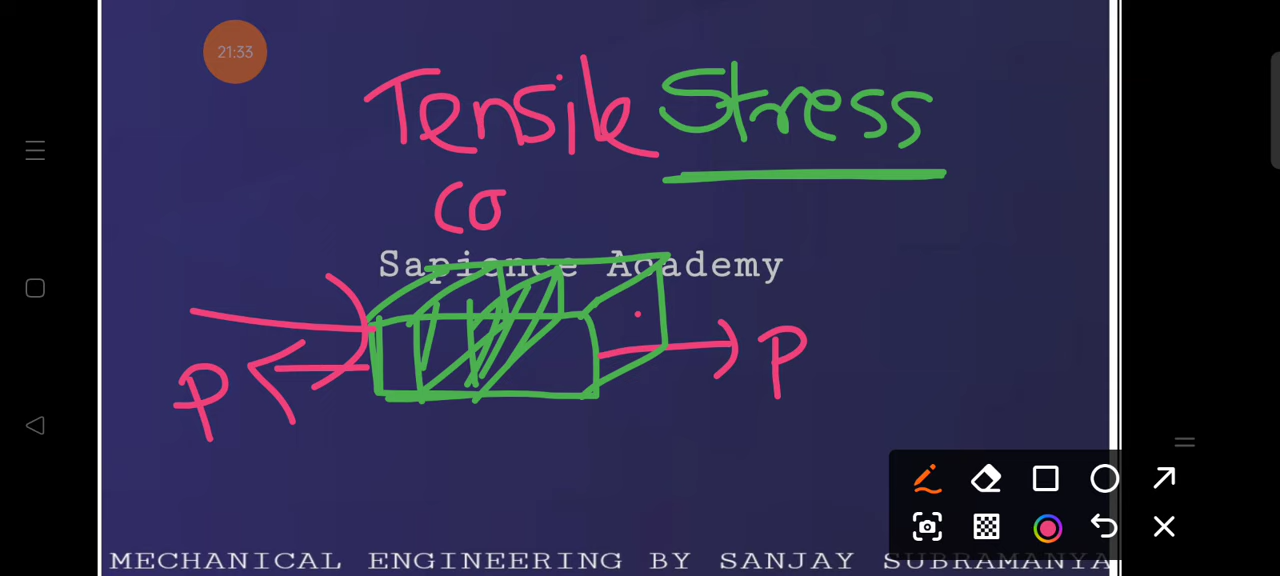 21:33
Tensile Stress
CO
Sapience Academy
P P
MECHANICAL ENGINEERING BY SANJAY SUBRAMANYA